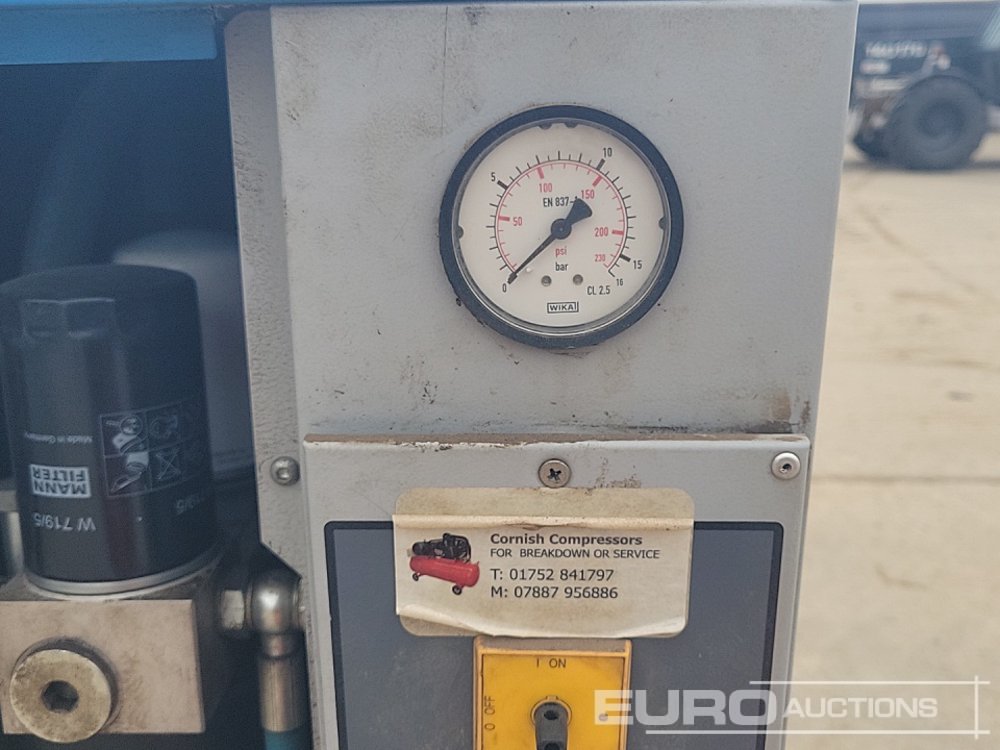 10
5
100
150
EN 837-1
50
200
psi
230
15
bar
0
16
CL 2.5
WIKA
Made in Germany
MANN
FILTER
W 719/5
Cornish Compressors
FOR BREAKDOWN OR SERVICE
T: 01752 841797
M: 07887 956886
I ON
O OFF
EURO AUCTIONS